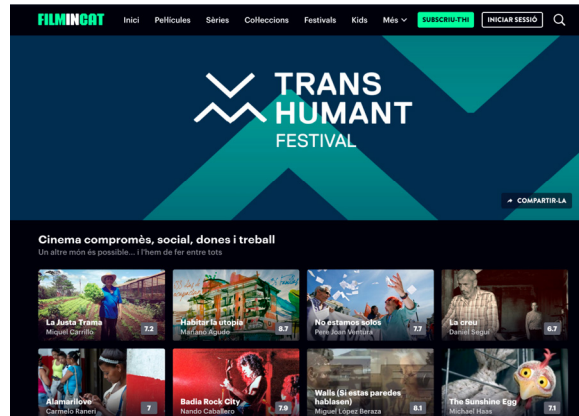 FILMINCAT
Inici Pel·lícules Sèries Col·leccions Festivals Kids Més SUBSCRIU-T'HI INICIAR SESSIÓ
TRANS
HUMANT
FESTIVAL
COMPARTIR-LA
Cinema compromès, social, dones i treball
Un altre món és possible... i l'hem de fer entre tots
La Justa Trama
Miquel Carrillo
7.2
Habitar la utopía
Mariano Agudo
8.7
No estamos solos
Pere Joan Ventura
7.7
La creu
Daniel Seguí
6.7
Alamarilove
Carmelo Raneri
7
Badia Rock City
Nando Caballero
7.9
Walls (Si estas paredes
hablasen)
Miguel López Beraza
8.1
The Sunshine Egg
Michael Haas
7.1